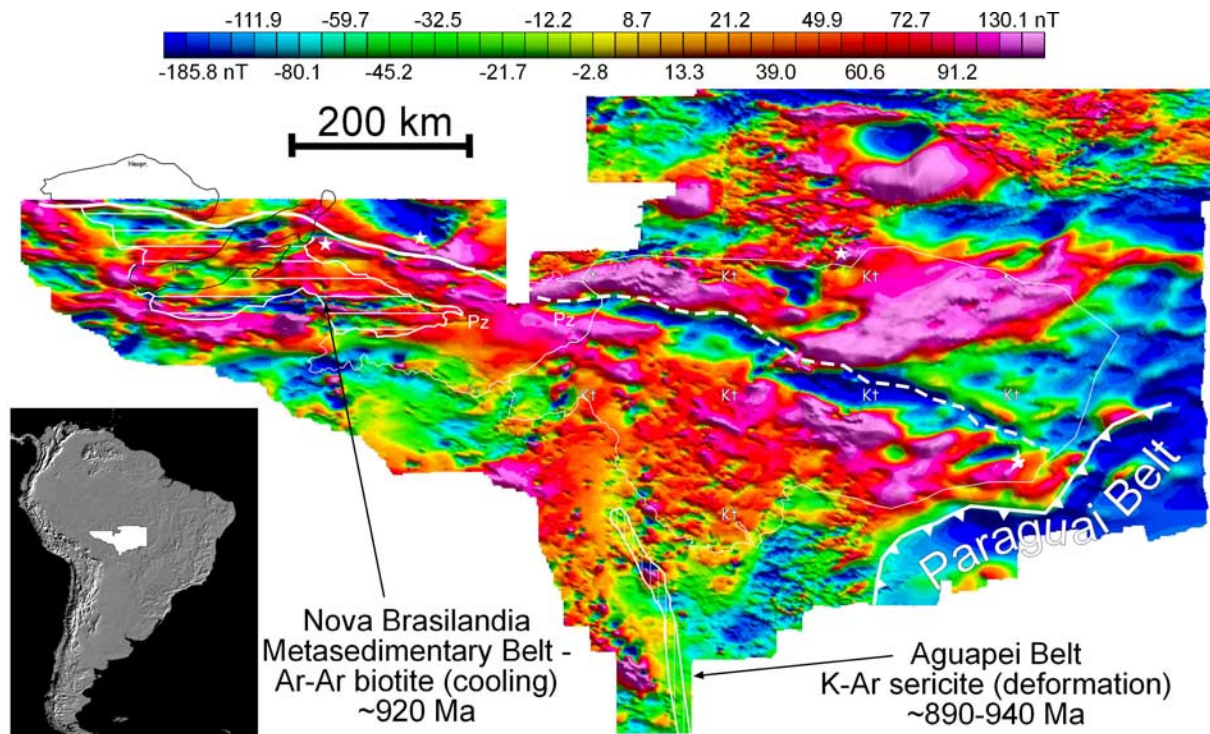 -111.9 -59.7 -32.5 -12.2 8.7 21.2 49.9 72.7 130.1 nT
-185.8 nT -80.1 -45.2 -21.7 -2.8 13.3 39.0 60.6 91.2
200 km
Kt Kt Kt
Pz Pz
Kt Kt Kt Kt
Kt
Paraguai Belt
Nova Brasilandia
Metasedimentary Belt -
Ar-Ar biotite (cooling)
~920 Ma
Aguapei Belt
K-Ar sericite (deformation)
~890-940 Ma